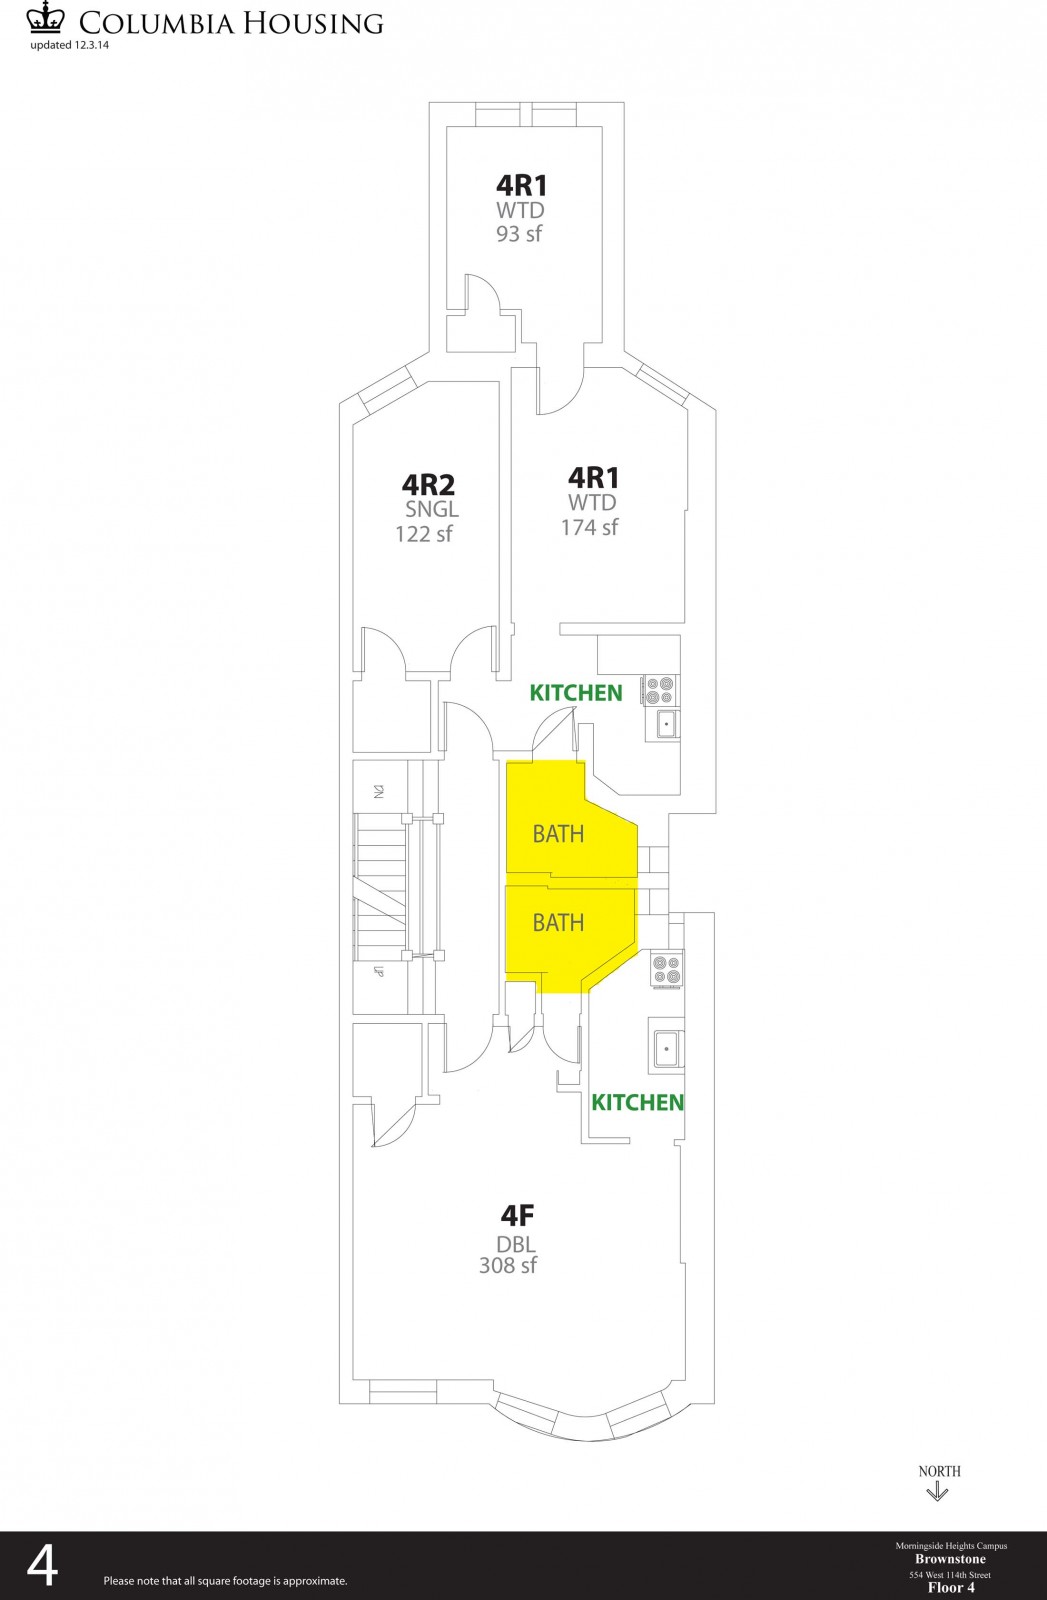 COLUMBIA HOUSING
updated 12.3.14
4R1
WTD
93 sf
4R2
SNGL
122 sf
4R1
WTD
174 sf
KITCHEN
DN
BATH
BATH
UP
KITCHEN
4F
DBL
308 sf
NORTH
4
Please note that all square footage is approximate.
Morningside Heights Campus
Brownstone
554 West 114th Street
Floor 4